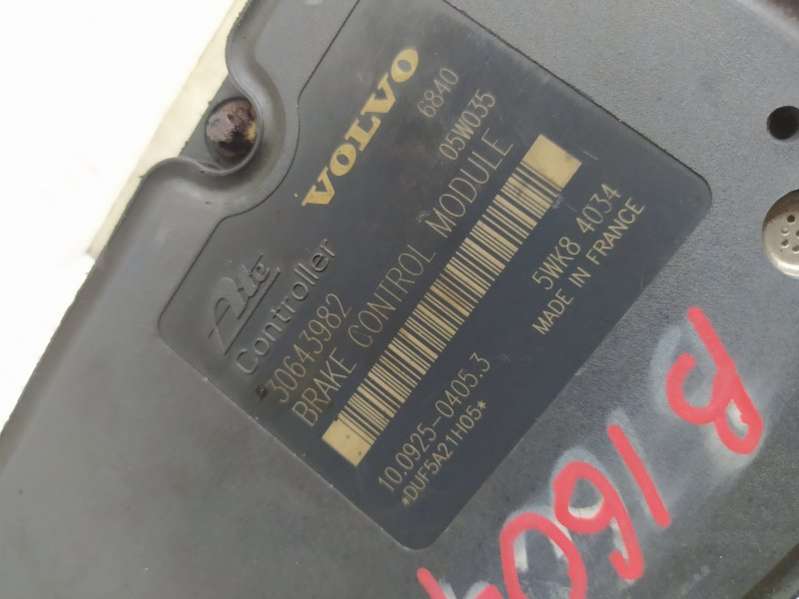 VOLVO 6840
Ate 05W035
Controller
30643982
BRAKE CONTROL MODULE
10.0925-0405.3 5WK8 4034
*DUF5A21H05* MADE IN FRANCE
B1604